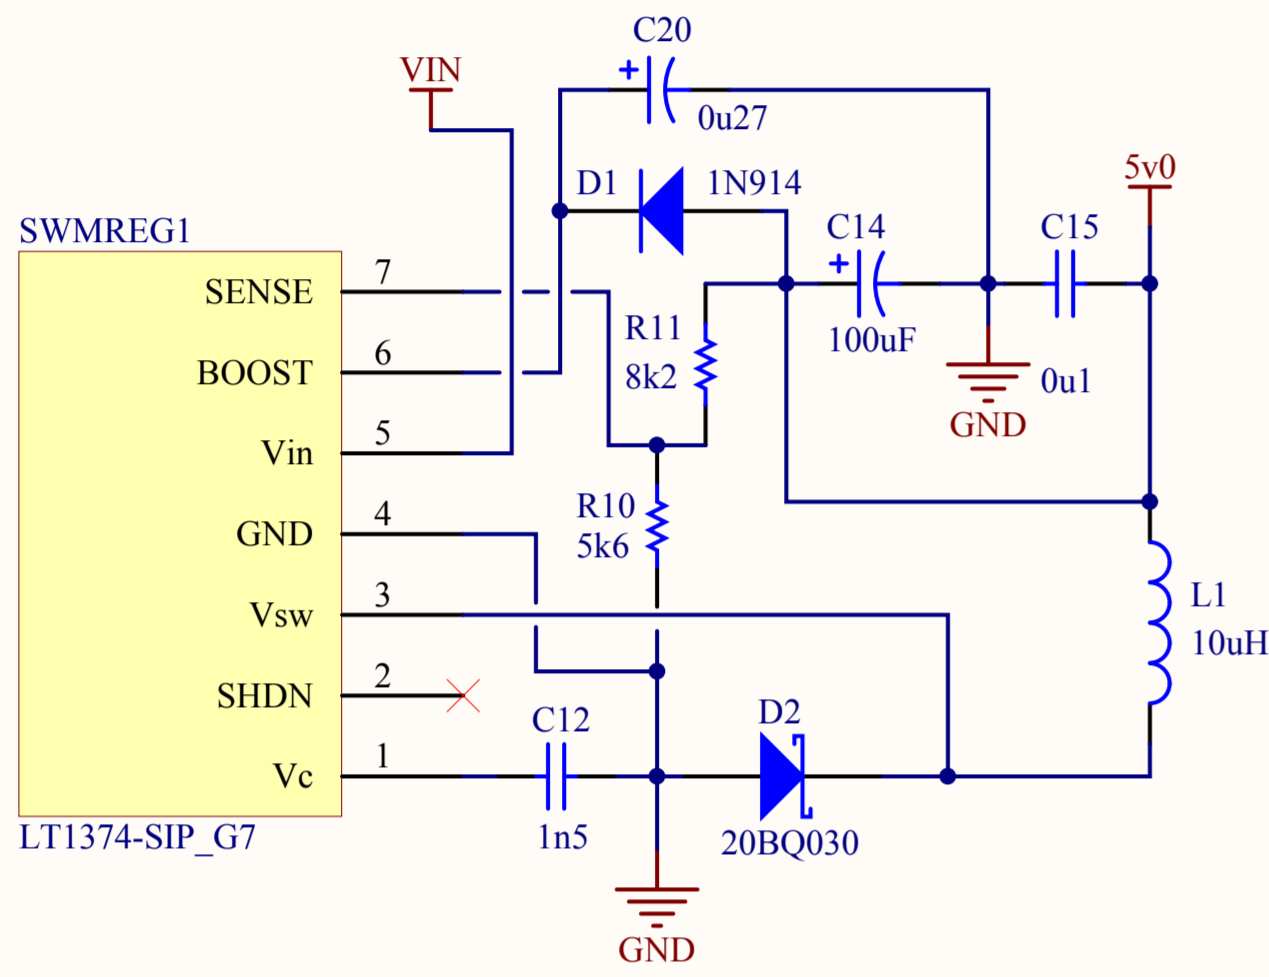 C20
+
VIN
0u27
5v0
D1 1N914
SWMREG1
C14
C15
+
SENSE 7
R11
100uF
8k2
BOOST 6
0u1
GND
Vin 5
R10
GND 4
5k6
Vsw 3
L1
10uH
SHDN 2
D2
C12
Vc 1
LT1374-SIP_G7
1n5
20BQ030
GND